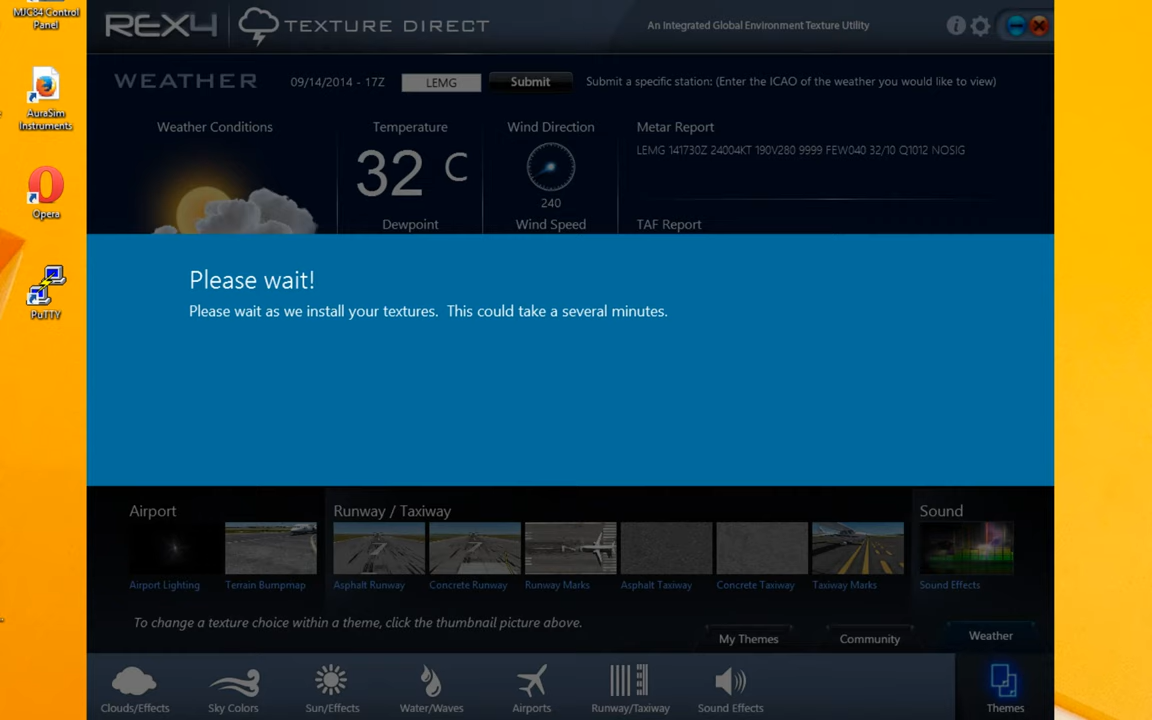 MJC84 Control
Panel
AuraSim
Instruments
Opera
PuTTY
REX4 TEXTURE DIRECT
An Integrated Global Environment Texture Utility
WEATHER 09/14/2014 - 17Z LEMG Submit Submit a specific station: (Enter the ICAO of the weather you would like to view)
Weather Conditions Temperature Wind Direction Metar Report
32 C
LEMG 141730Z 24004KT 190V280 9999 FEW040 32/10 Q1012 NOSIG
240
Dewpoint Wind Speed TAF Report
Please wait!
Please wait as we install your textures. This could take a several minutes.
Airport Runway / Taxiway Sound
Airport Lighting Terrain Bumpmap Asphalt Runway Concrete Runway Runway Marks Asphalt Taxiway Concrete Taxiway Taxiway Marks Sound Effects
To change a texture choice within a theme, click the thumbnail picture above.
My Themes Community Weather
Clouds/Effects Sky Colors Sun/Effects Water/Waves Airports Runway/Taxiway Sound Effects Themes